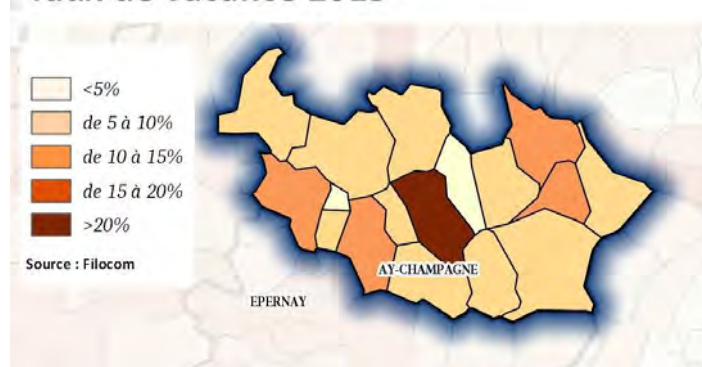 <5%
de 5 à 10%
de 10 à 15%
de 15 à 20%
>20%
Source : Filocom
AY-CHAMPAGNE
EPERNAY